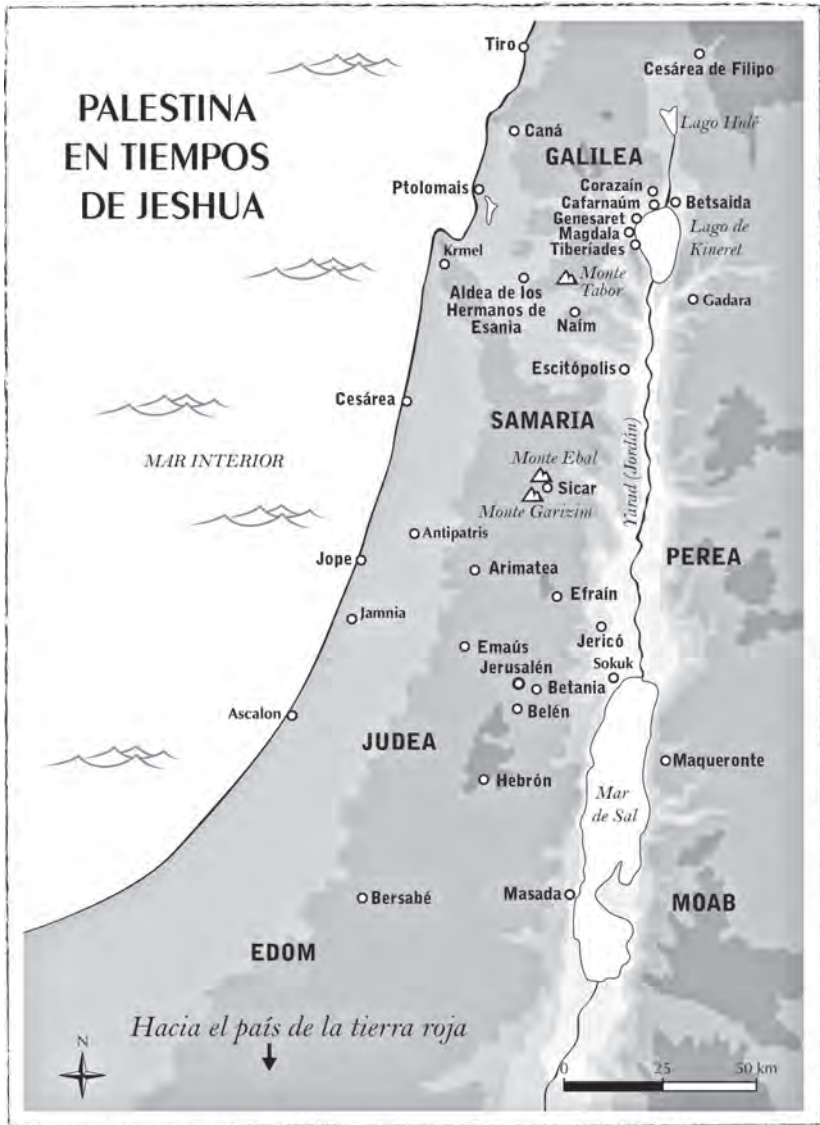 PALESTINA
EN TIEMPOS
DE JESHUA
Tiro
Cesárea de Filipo
Lago Hulé
Caná
GALILEA
Ptolomais
Corazaín
Cafarnaúm
Betsaida
Genesaret
Magdala
Tiberíades
Lago de
Kineret
Krmel
Monte
Tabor
Aldea de los
Hermanos de
Esania
Naím
Gadara
Escitópolis
Cesárea
SAMARIA
MAR INTERIOR
Monte Ebal
Sicar
Monte Garizim
Yarad (Jordán)
Antipatris
Jope
Arimatea
PEREA
Efraín
Jamnia
Jericó
Emaús
Sokuk
Jerusalén
Betania
Belén
Ascalon
JUDEA
Maqueronte
Hebrón
Mar
de Sal
Bersabé
Masada
MOAB
EDOM
Hacia el país de la tierra roja
N
0 25 50 km